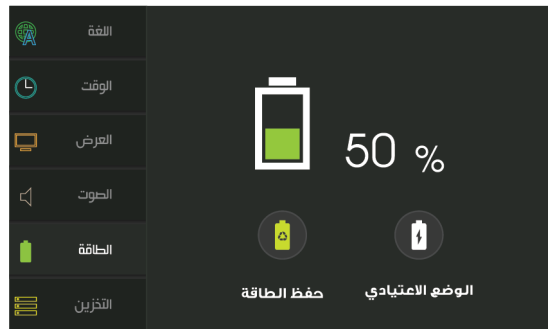 اللغة
الوقت
العرض
الصوت
الطاقة
التخزين
50 %
الوضع الاعتيادي
حفظ الطاقة